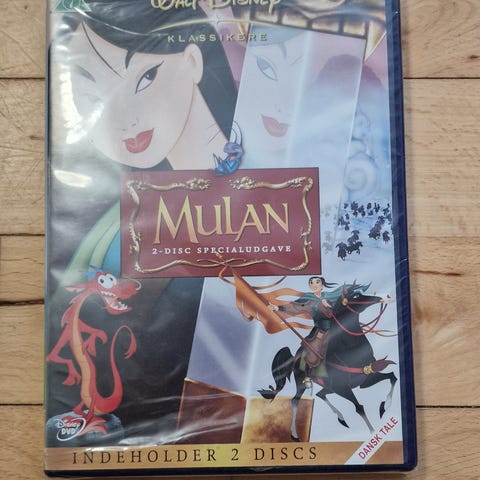 WALT DISNEY
KLASSIKERE
MULAN
2-DISC SPECIALUDGAVE
Disney
DVD
INDEHOLDER 2 DISCS
DANSK TALE